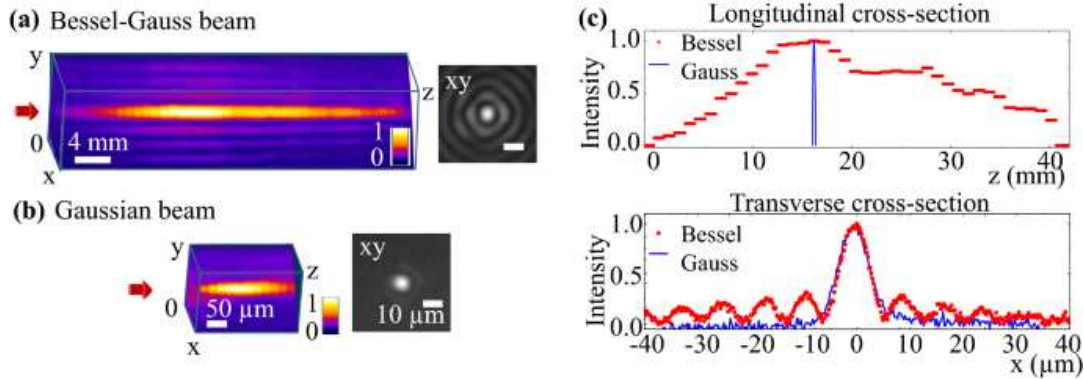 (a) Bessel-Gauss beam
y
z
0
x
4 mm
1
0
xy
(b) Gaussian beam
y
z
0
x
50 µm
1
0
xy
10 µm
(c) Longitudinal cross-section
Intensity
1.0
0.5
0.0
Bessel
Gauss
0 10 20 30 40
z (mm)
Transverse cross-section
Intensity
1.0
0.5
0.0
Bessel
Gauss
-40 -30 -20 -10 0 10 20 30 40
x (µm)